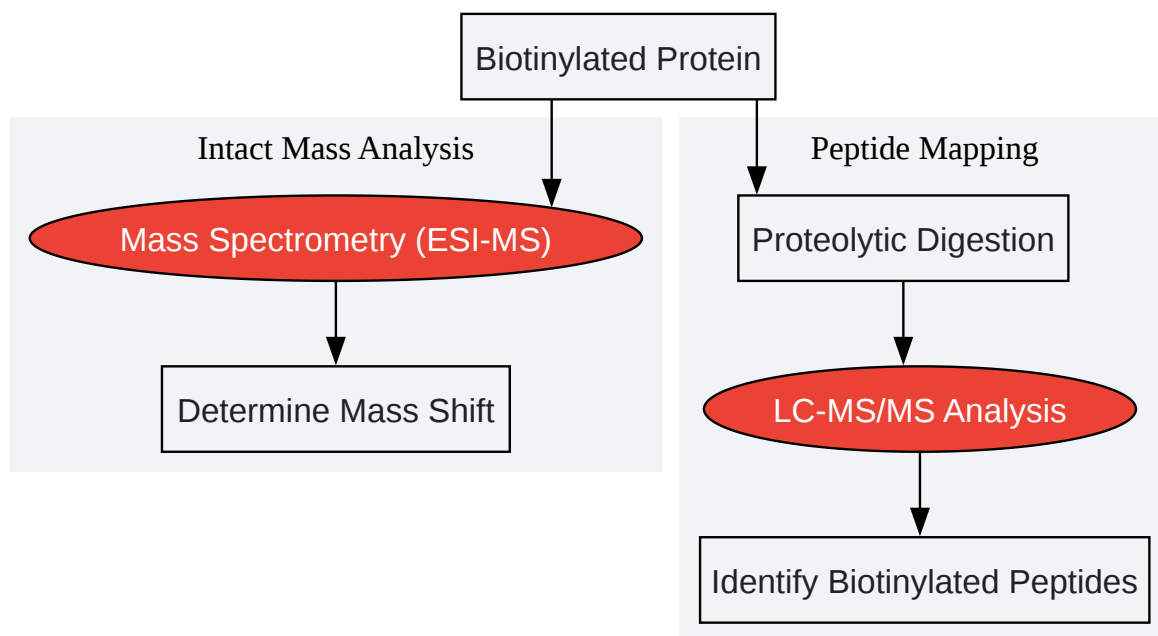 Biotinylated Protein
Intact Mass Analysis
Mass Spectrometry (ESI-MS)
Determine Mass Shift
Peptide Mapping
Proteolytic Digestion
LC-MS/MS Analysis
Identify Biotinylated Peptides